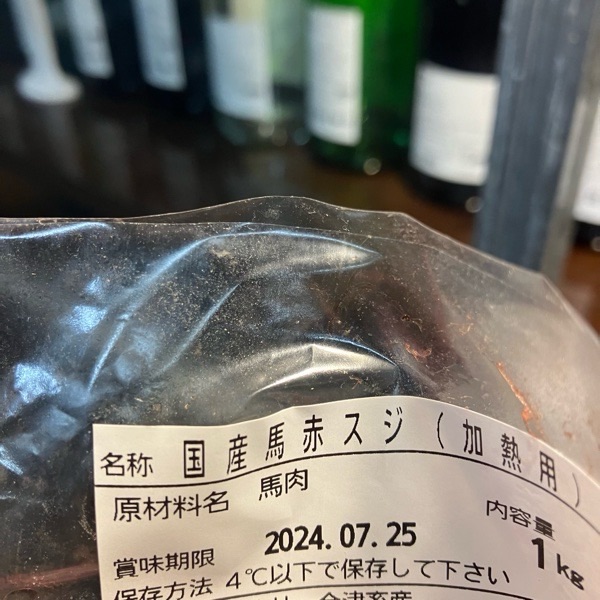 名称 国産馬赤スジ(加熱用)
原材料名 馬肉
内容量
賞味期限 2024.07.25 1kg
保存方法 4℃以下で保存して下さい
会津畜産